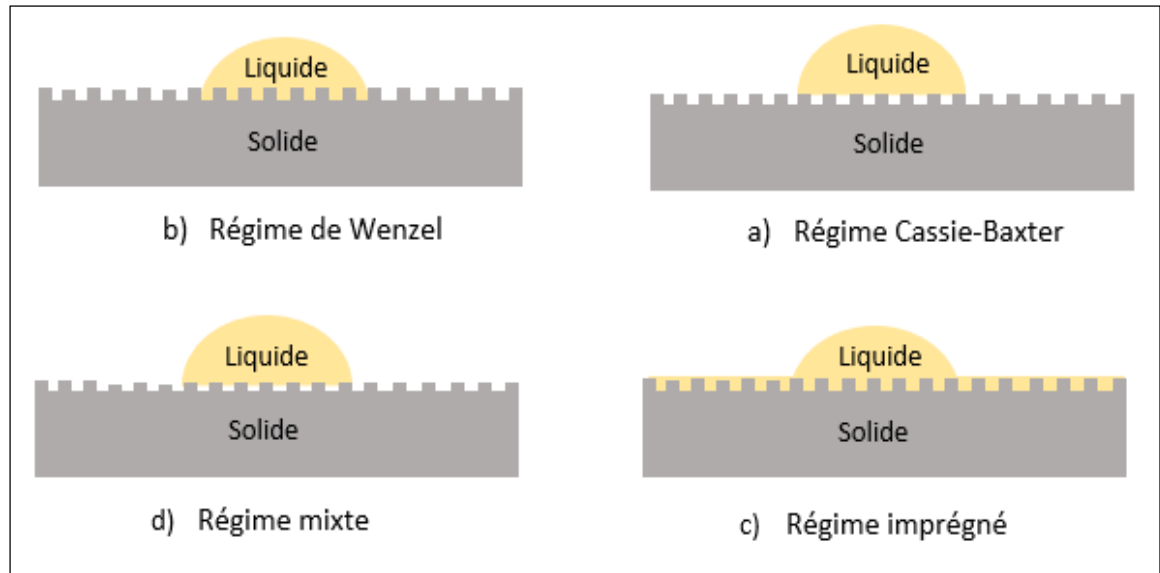 Liquide
Solide
b) Régime de Wenzel
Liquide
Solide
a) Régime Cassie-Baxter
Liquide
Solide
d) Régime mixte
Liquide
Solide
c) Régime imprégné